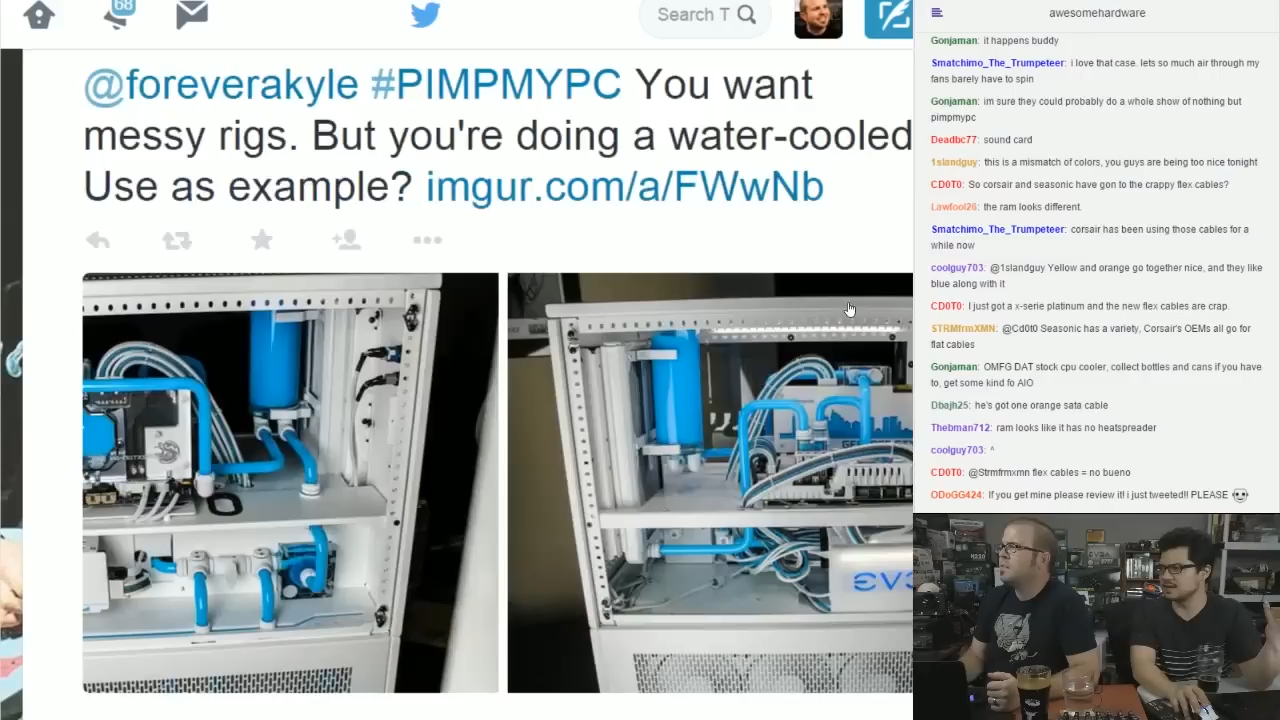 68
Search T
awesomehardware
@foreverakyle #PIMPMYPC You want
messy rigs. But you're doing a water-cooled
Use as example? imgur.com/a/FWwNb
Gonjaman: it happens buddy
Smatchimo_The_Trumpeteer: i love that case. lets so much air through my
fans barely have to spin
Gonjaman: im sure they could probably do a whole show of nothing but
pimpmypc
Deadbc77: sound card
1slandguy: this is a mismatch of colors, you guys are being too nice tonight
CD0T0: So corsair and seasonic have gon to the crappy flex cables?
Lawfool26: the ram looks different.
Smatchimo_The_Trumpeteer: corsair has been using those cables for a
while now
coolguy703: @1slandguy Yellow and orange go together nice, and they like
blue along with it
CD0T0: I just got a x-serie platinum and the new flex cables are crap.
STRMfrmXMN: @Cd0t0 Seasonic has a variety, Corsair's OEMs all go for
flat cables
Gonjaman: OMFG DAT stock cpu cooler, collect bottles and cans if you have
to, get some kind fo AIO
Dbajh25: he's got one orange sata cable
Thebman712: ram looks like it has no heatspreader
coolguy703: ^
CD0T0: @Strmfrmxmn flex cables = no bueno
ODoGG424: If you get mine please review it! i just tweeted!! PLEASE